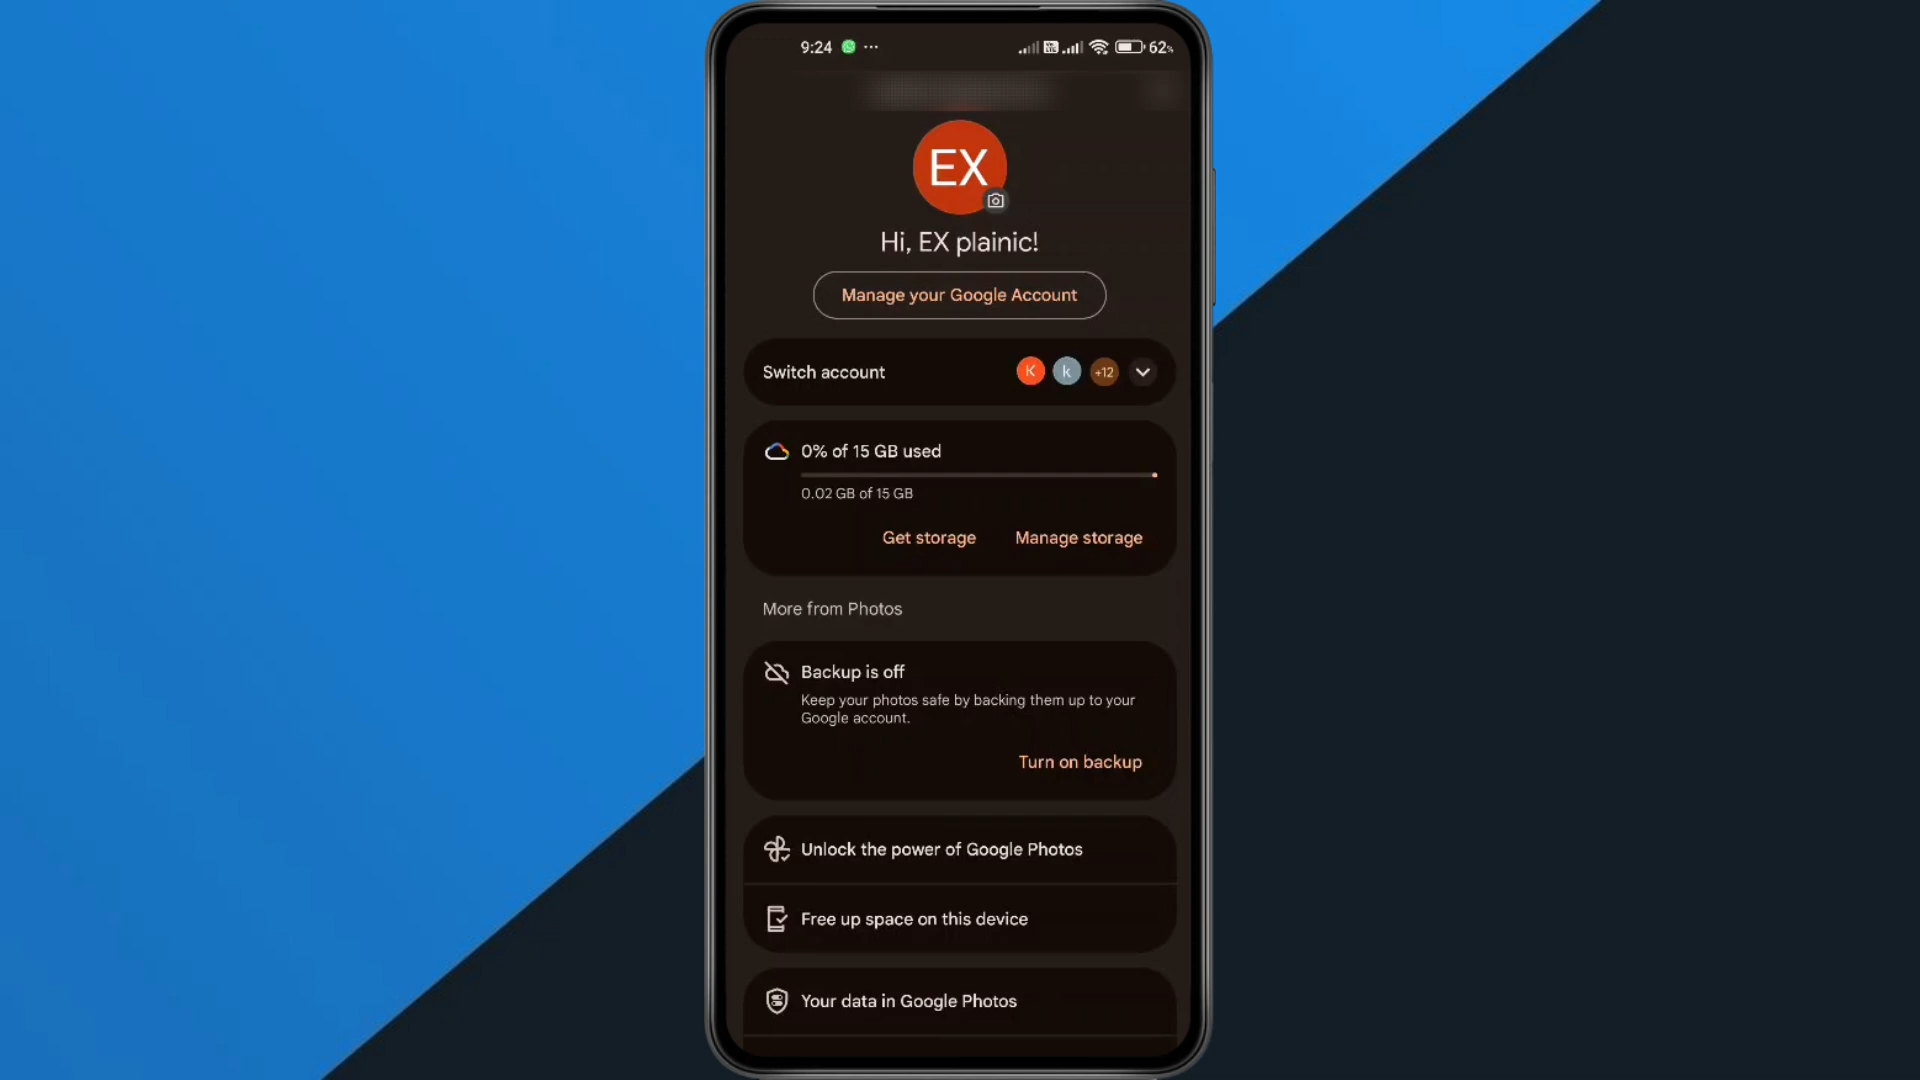 9:24 ... 62%
EX
Hi, EX plainic!
Manage your Google Account
Switch account K k +12
0% of 15 GB used
0.02 GB of 15 GB
Get storage Manage storage
More from Photos
Backup is off
Keep your photos safe by backing them up to your
Google account.
Turn on backup
Unlock the power of Google Photos
Free up space on this device
Your data in Google Photos